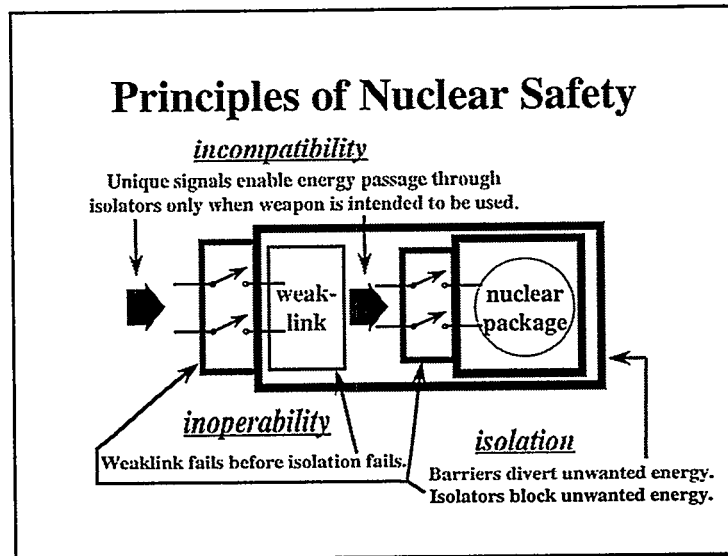 Principles of Nuclear Safety
incompatibility
Unique signals enable energy passage through
isolators only when weapon is intended to be used.
weak-
link
nuclear
package
inoperability
Weaklink fails before isolation fails.
isolation
Barriers divert unwanted energy.
Isolators block unwanted energy.